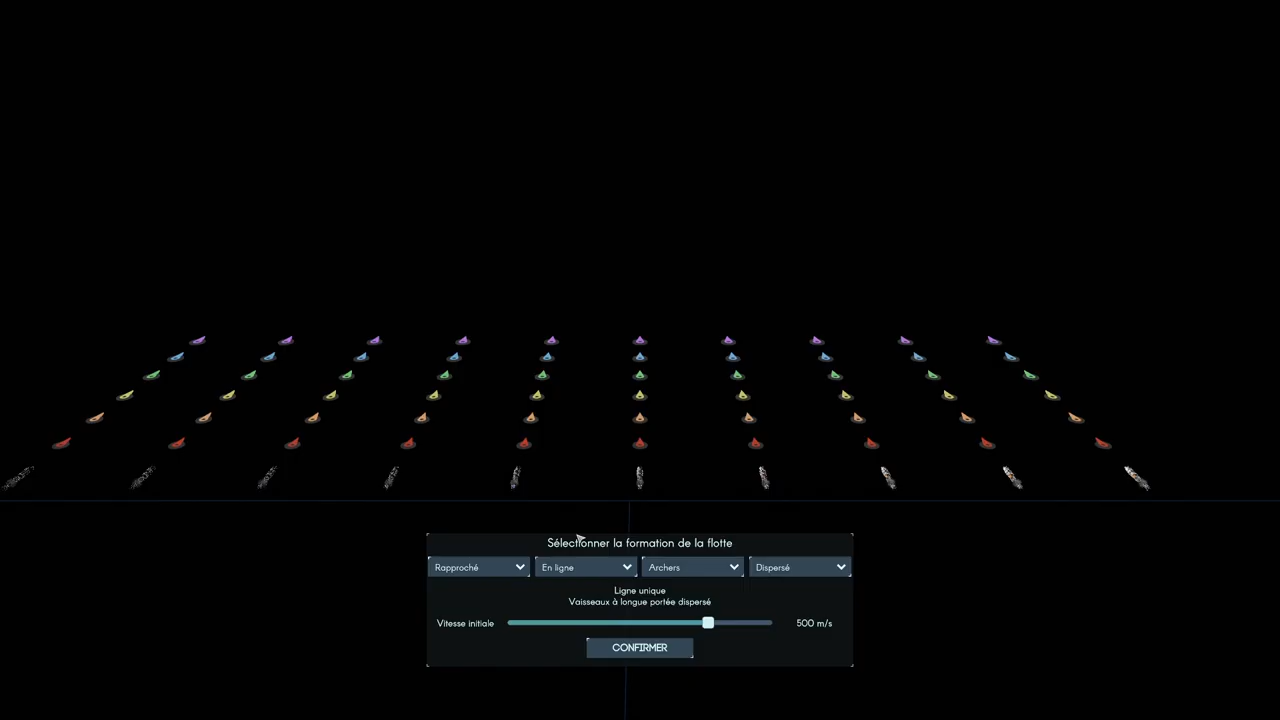 Sélectionner la formation de la flotte
Rapproché En ligne Archers Dispersé
Ligne unique
Vaisseaux à longue portée dispersé
Vitesse initiale 500 m/s
CONFIRMER